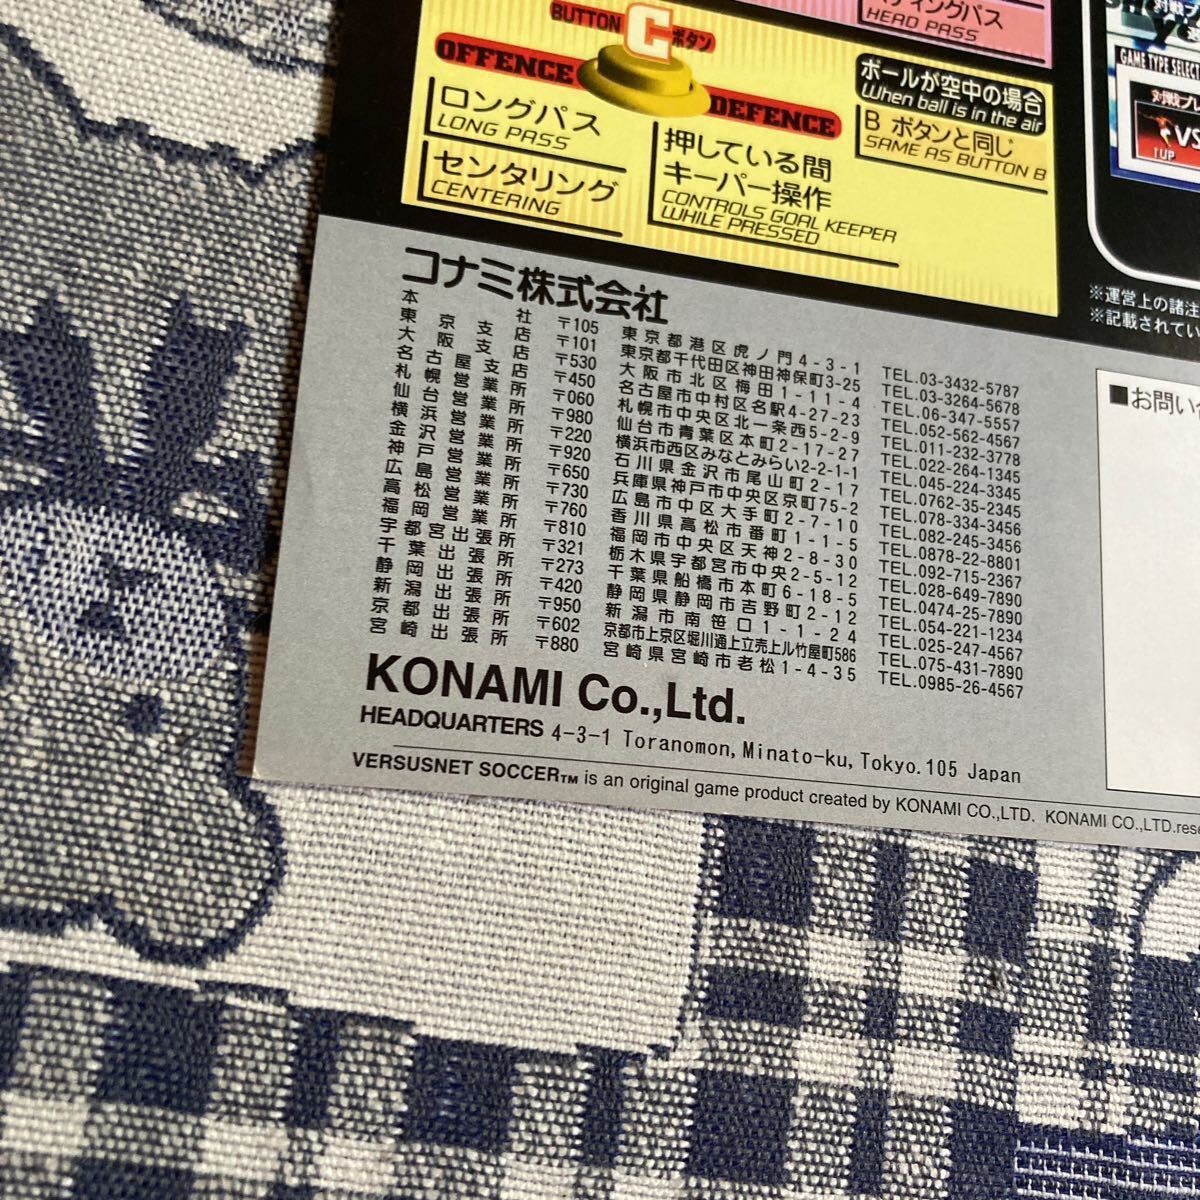 ディングパス
HEAD PASS
BUTTON C ボタン
OFFENCE
DEFENCE
ロングパス
LONG PASS
センタリング
CENTERING
押している間
キーパー操作
CONTROLS GOAL KEEPER
WHILE PRESSED
ボールが空中の場合
When ball is in the air
B ボタンと同じ
SAME AS BUTTON B
GAME TYPE SELECT
VS
1UP
※運営上の諸注
※記載されてい
■お問い合
コナミ株式会社
本社 〒105 東京都港区虎ノ門4-3-1 TEL.03-3432-5787
東京支店 〒101 東京都千代田区神田神保町3-25 TEL.03-3264-5678
大阪支店 〒530 大阪市北区梅田1-11-4 TEL.06-347-5557
名古屋営業所 〒450 名古屋市中村区名駅4-27-23 TEL.052-562-4567
札幌営業所 〒060 札幌市中央区北一条西5-2-9 TEL.011-232-3778
仙台営業所 〒980 仙台市青葉区本町2-17-27 TEL.022-264-1345
横浜営業所 〒220 横浜市西区みなとみらい2-2-1-1 TEL.045-224-3345
金沢営業所 〒920 石川県金沢市尾山町2-17 TEL.0762-35-2345
神戸営業所 〒650 兵庫県神戸市中央区京町75-2 TEL.078-334-3456
広島営業所 〒730 広島市中区大手町2-7-10 TEL.082-245-3456
高松営業所 〒760 香川県高松市番町1-1-5 TEL.0878-22-8801
福岡営業所 〒810 福岡市中央区天神2-8-30 TEL.092-715-2367
宇都宮出張所 〒321 栃木県宇都宮市中央2-5-12 TEL.028-649-7890
千葉出張所 〒273 千葉県船橋市本町6-18-5 TEL.0474-25-7890
静岡出張所 〒420 静岡県静岡市吉野町2-12 TEL.054-221-1234
新潟出張所 〒950 新潟市南笹口1-1-24 TEL.025-247-4567
京都出張所 〒602 京都市上京区堀川通上立売上ル竹屋町586 TEL.075-431-7890
宮崎出張所 〒880 宮崎県宮崎市老松1-4-35 TEL.0985-26-4567
KONAMI Co.,Ltd.
HEADQUARTERS 4-3-1 Toranomon, Minato-ku, Tokyo. 105 Japan
VERSUSNET SOCCER™ is an original game product created by KONAMI CO.,LTD. KONAMI CO.,LTD.rese